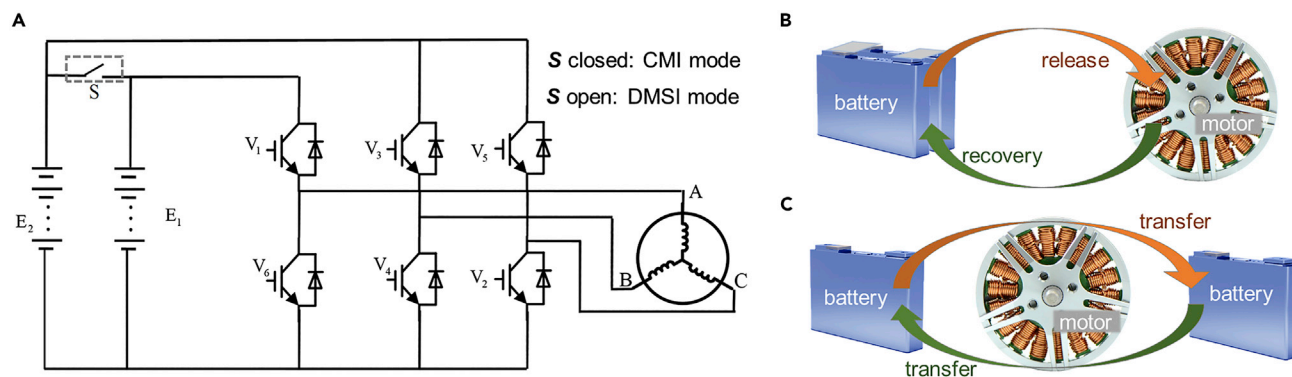 A
S
S closed: CMI mode
S open: DMSI mode
V1
V3
V5
E2
E1
V6
V4
V2
A
B
C
B
battery
release
motor
recovery
C
transfer
battery
motor
battery
transfer